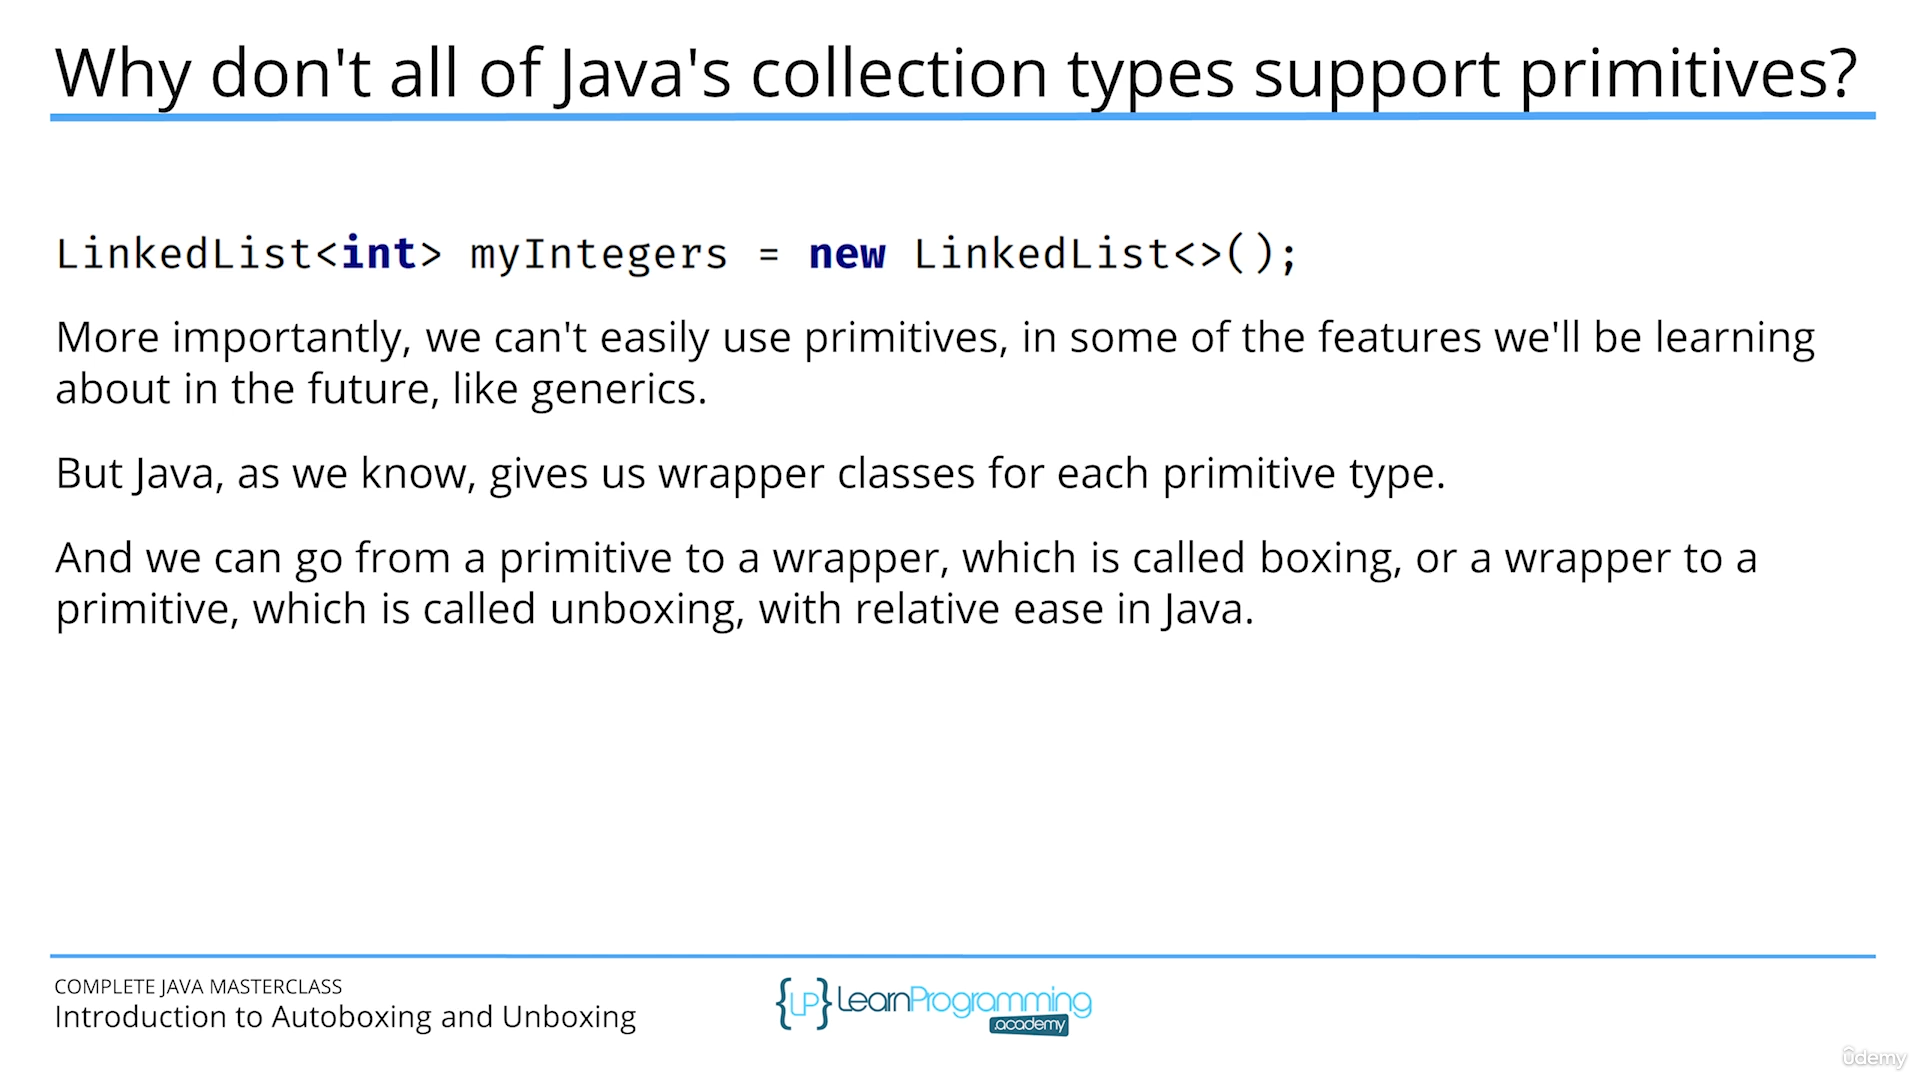 Why don't all of Java's collection types support primitives?
LinkedList<int> myIntegers = new LinkedList<>();
More importantly, we can't easily use primitives, in some of the features we'll be learning
about in the future, like generics.
But Java, as we know, gives us wrapper classes for each primitive type.
And we can go from a primitive to a wrapper, which is called boxing, or a wrapper to a
primitive, which is called unboxing, with relative ease in Java.
COMPLETE JAVA MASTERCLASS
Introduction to Autoboxing and Unboxing
{LP} LearnProgramming
.academy
ûdemy